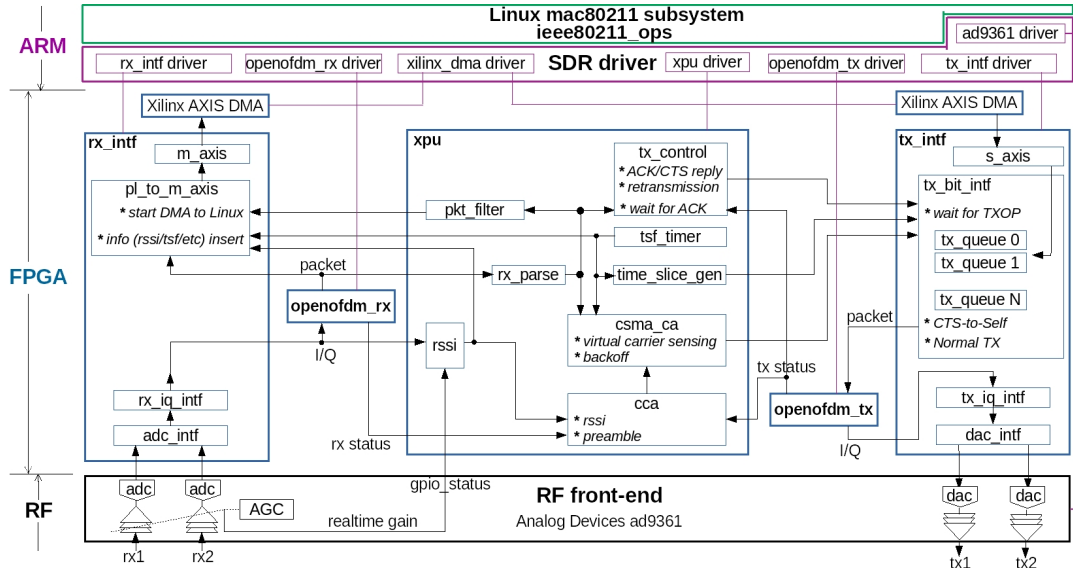 Linux mac80211 subsystem
ieee80211_ops
ARM
ad9361 driver
rx_intf driver
openofdm_rx driver
xilinx_dma driver
SDR driver
xpu driver
openofdm_tx driver
tx_intf driver
Xilinx AXIS DMA
Xilinx AXIS DMA
rx_intf
xpu
tx_intf
m_axis
pl_to_m_axis
* start DMA to Linux
* info (rssi/tsf/etc) insert
tx_control
* ACK/CTS reply
* retransmission
* wait for ACK
s_axis
tx_bit_intf
* wait for TXOP
tx_queue 0
tx_queue 1
tx_queue N
* CTS-to-Self
* Normal TX
pkt_filter
tsf_timer
packet
rx_parse
time_slice_gen
FPGA
openofdm_rx
csma_ca
* virtual carrier sensing
* backoff
packet
rssi
I/Q
tx status
rx_iq_intf
cca
* rssi
* preamble
openofdm_tx
tx_iq_intf
adc_intf
rx status
dac_intf
I/Q
gpio_status
RF
adc
adc
AGC
realtime gain
RF front-end
Analog Devices ad9361
dac
dac
rx1
rx2
tx1
tx2